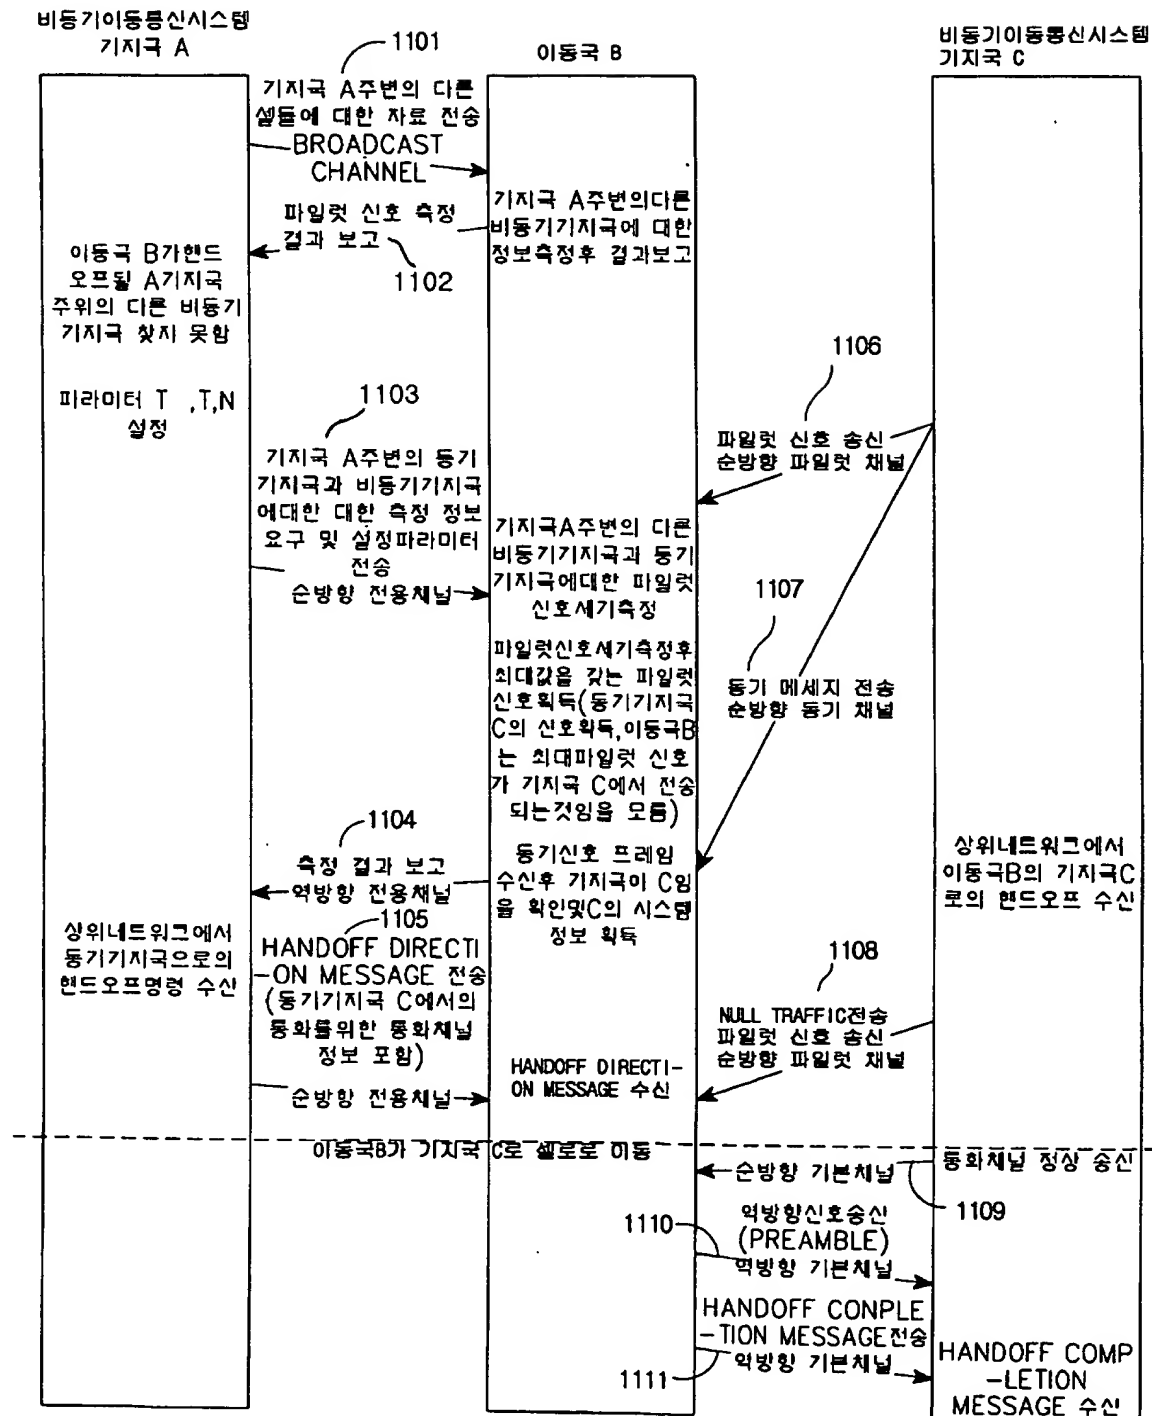 비동기이동통신시스템
기지국 A
이동국 B
비동기이동통신시스템
기지국 C
1101
기지국 A주변의 다른
셀들에 대한 자료 전송
BROADCAST
CHANNEL
기지국 A주변의다른
비동기기지국에 대한
정보측정후 결과보고
파일럿 신호 측정
결과 보고
1102
이동국 B가핸드
오프될 A기지국
주위의 다른 비동기
기지국 찾지 못함
파라미터 T ,T,N
설정
1103
기지국 A주변의 동기
기지국과 비동기기지국
에대한 대한 측정 정보
요구 및 설정파라미터
전송
순방향 전용채널
1106
파일럿 신호 송신
순방향 파일럿 채널
기지국A주변의 다른
비동기기지국과 동기
기지국에대한 파일럿
신호세기측정
1107
동기 메세지 전송
순방향 동기 채널
파일럿신호세기측정후
최대값을 갖는 파일럿
신호획득(동기기지국
C의 신호획득,이동국B
는 최대파일럿 신호
가 기지국 C에서 전송
되는것임을 모름)
1104
측정 결과 보고
역방향 전용채널
동기신호 프레임
수신후 기지국이 C임
을 확인및C의 시스템
정보 획득
상위네트워크에서
이동국B의 기지국C
로의 핸드오프 수신
상위네트워크에서
동기기지국으로의
핸드오프명령 수신
1105
HANDOFF DIRECTI
-ON MESSAGE 전송
(동기기지국 C에서의
통화를위한 통화채널
정보 포함)
순방향 전용채널
HANDOFF DIRECTI-
ON MESSAGE 수신
1108
NULL TRAFFIC전송
파일럿 신호 송신
순방향 파일럿 채널
이동국B가 기지국 C로 셀로로 이동
통화채널 정상 송신
순방향 기본채널
1109
1110
역방향신호송신
(PREAMBLE)
역방향 기본채널
HANDOFF CONPLE
-TION MESSAGE전송
역방향 기본채널
1111
HANDOFF COMP
-LETION
MESSAGE 수신